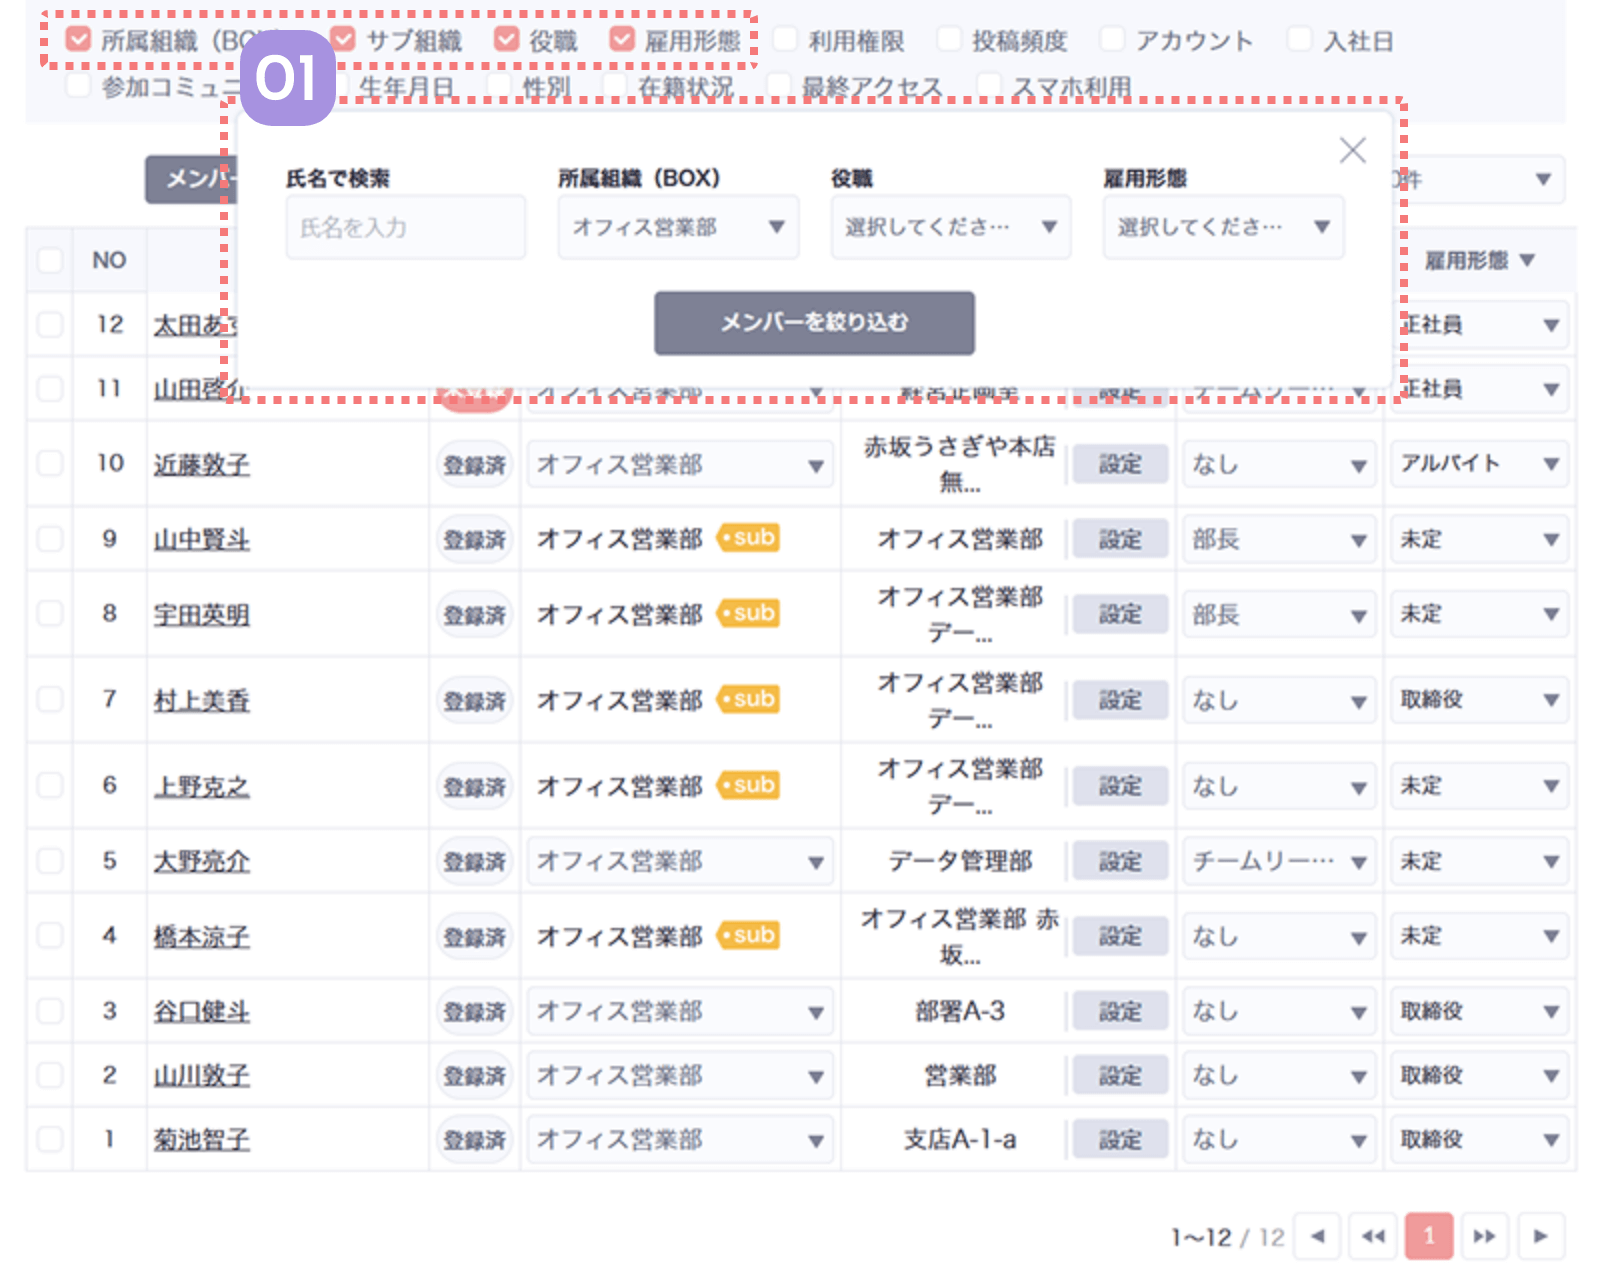 所属組織（BO
サブ組織
役職
雇用形態
利用権限
投稿頻度
アカウント
入社日
01
参加コミュニ
生年月日
性別
在籍状況
最終アクセス
スマホ利用
メンバー
0件
氏名で検索
所属組織（BOX）
役職
雇用形態
氏名を入力
オフィス営業部
選択してくださ…
選択してくださ…
メンバーを絞り込む
NO
雇用形態
12
太田あ
正社員
11
山田啓介
チームリー…
正社員
10
近藤敦子
登録済
オフィス営業部
赤坂うさぎや本店
無...
設定
なし
アルバイト
9
山中賢斗
登録済
オフィス営業部
sub
オフィス営業部
設定
部長
未定
8
宇田英明
登録済
オフィス営業部
sub
オフィス営業部
デー...
設定
部長
未定
7
村上美香
登録済
オフィス営業部
sub
オフィス営業部
デー...
設定
なし
取締役
6
上野克之
登録済
オフィス営業部
sub
オフィス営業部
デー...
設定
なし
未定
5
大野亮介
登録済
オフィス営業部
データ管理部
設定
チームリー…
未定
4
橋本涼子
登録済
オフィス営業部
sub
オフィス営業部 赤
坂...
設定
なし
未定
3
谷口健斗
登録済
オフィス営業部
部署A-3
設定
なし
取締役
2
山川敦子
登録済
オフィス営業部
営業部
設定
なし
取締役
1
菊池智子
登録済
オフィス営業部
支店A-1-a
設定
なし
取締役
1〜12 / 12
1